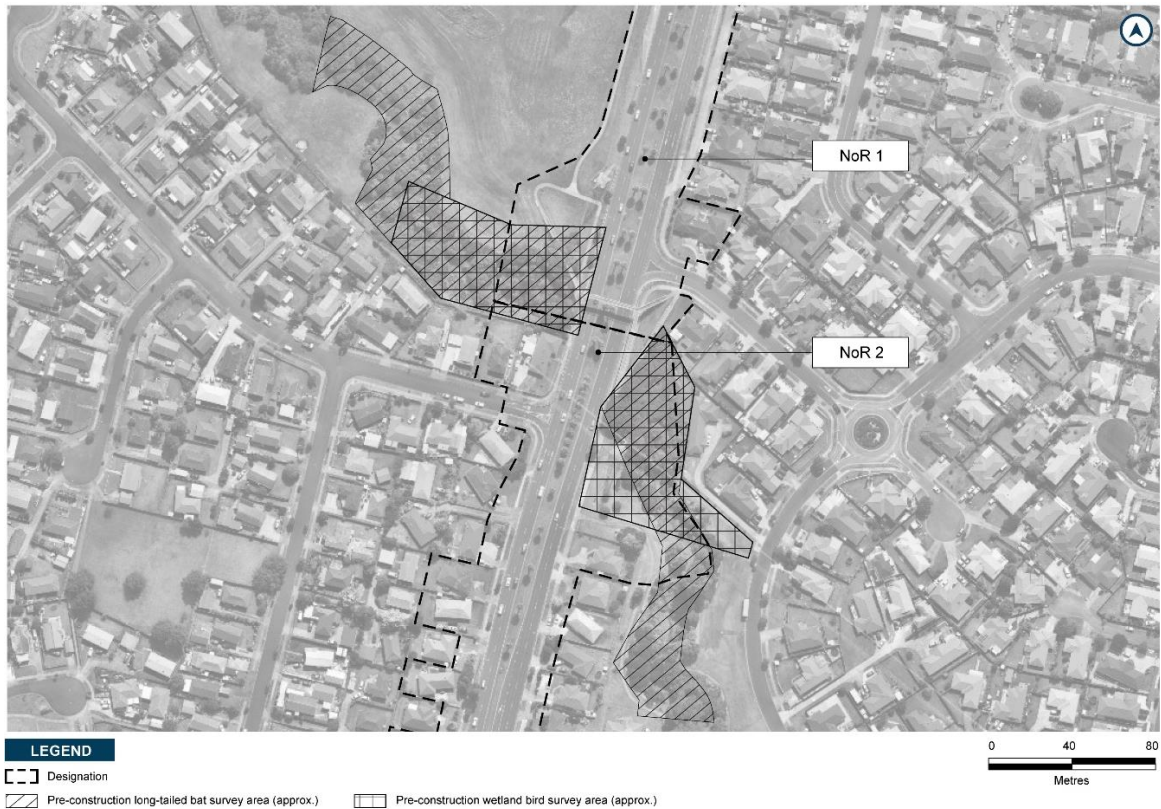 NoR 1
NoR 2
LEGEND
Designation
Pre-construction long-tailed bat survey area (approx.)
Pre-construction wetland bird survey area (approx.)
0 40 80
Metres